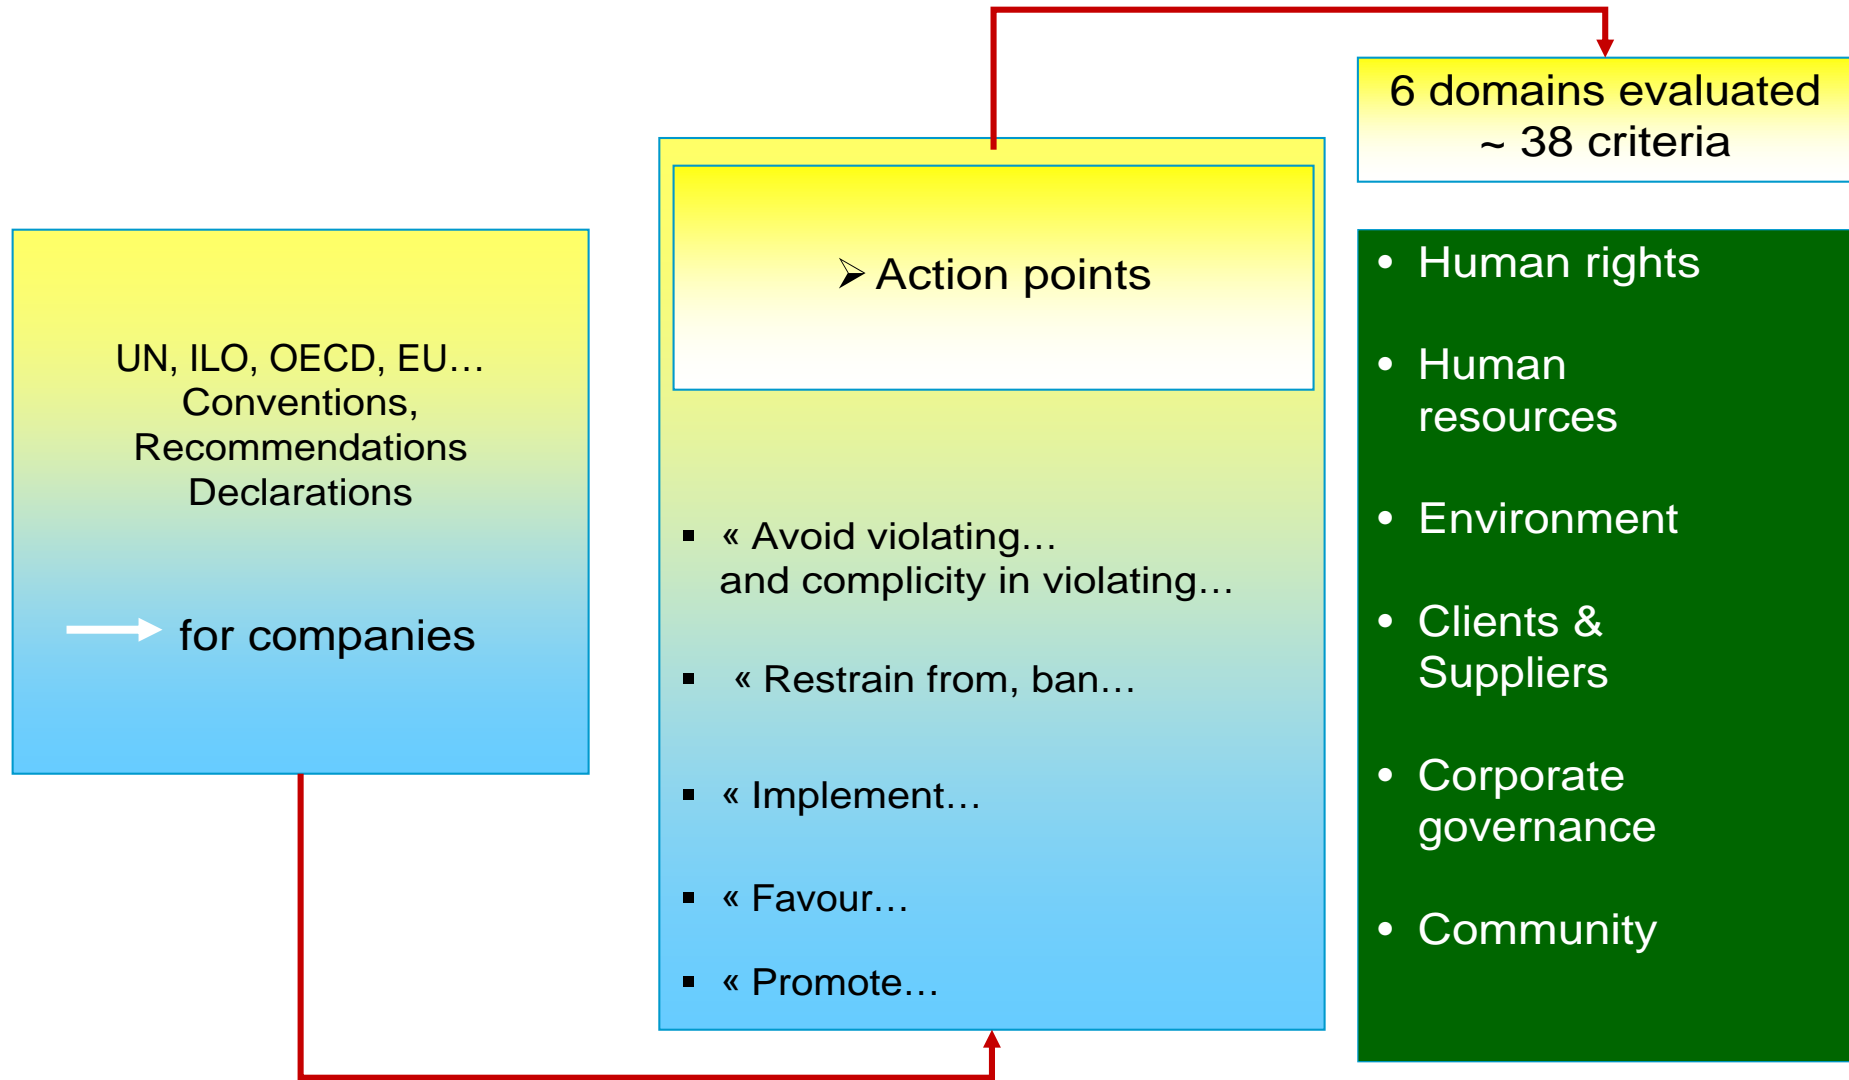 UN, ILO, OECD, EU…
Conventions,
Recommendations
Declarations
for companies
➢ Action points
▪ « Avoid violating…
and complicity in violating…
▪ « Restrain from, ban…
▪ « Implement…
▪ « Favour…
▪ « Promote…
6 domains evaluated
~ 38 criteria
• Human rights
• Human
resources
• Environment
• Clients &
Suppliers
• Corporate
governance
• Community